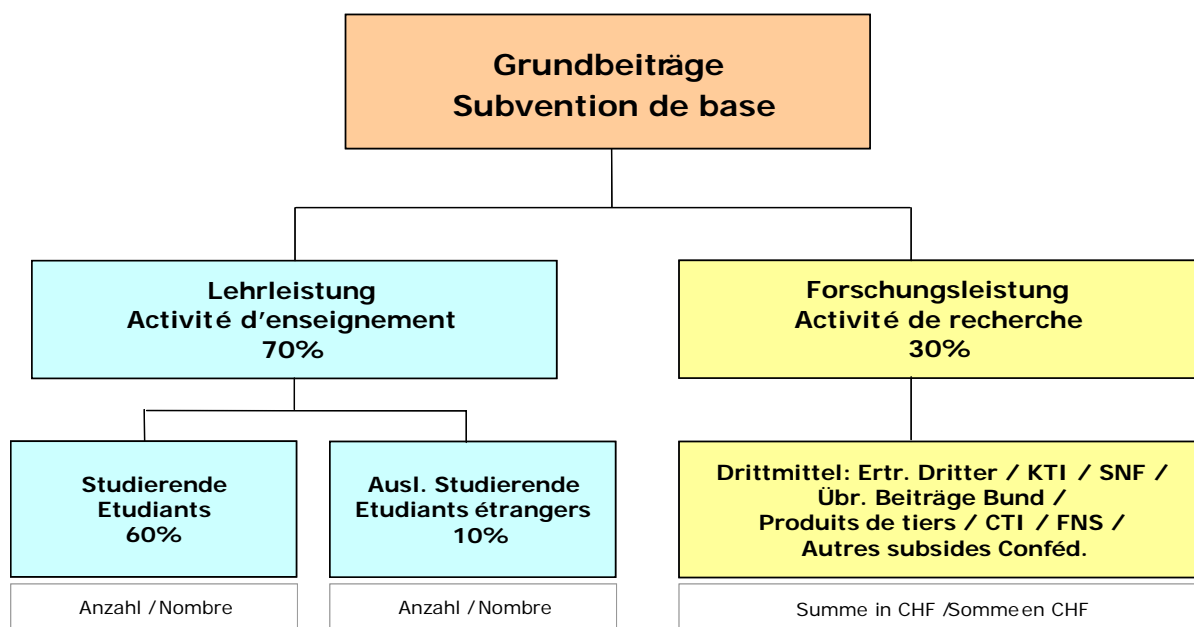 Grundbeiträge
Subvention de base
Lehrleistung
Activité d'enseignement
70%
Forschungsleistung
Activité de recherche
30%
Studierende
Etudiants
60%
Ausl. Studierende
Etudiants étrangers
10%
Drittmittel: Ertr. Dritter / KTI / SNF /
Übr. Beiträge Bund /
Produits de tiers / CTI / FNS /
Autres subsides Conféd.
Anzahl / Nombre
Anzahl / Nombre
Summe in CHF /Somme en CHF